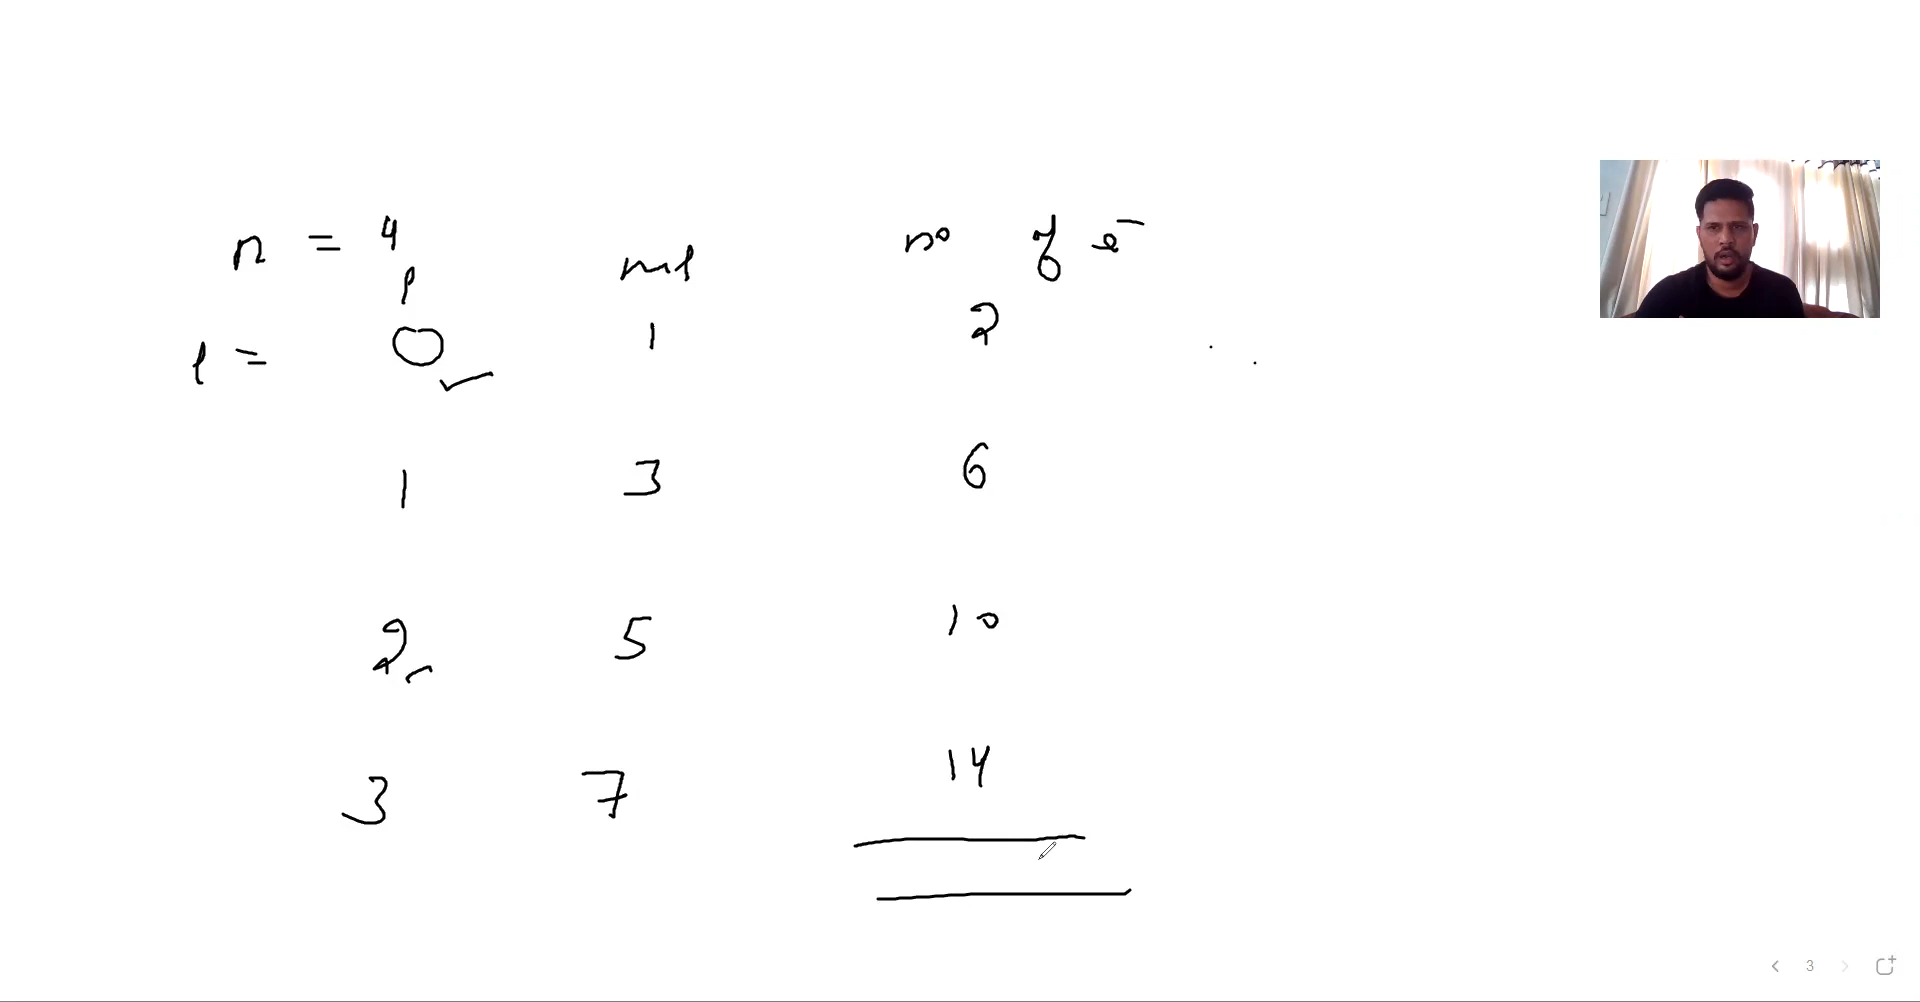 n = 4 ml no of e-
l
l = 0 1 2
1 3 6
2 5 10
3 7 14
3